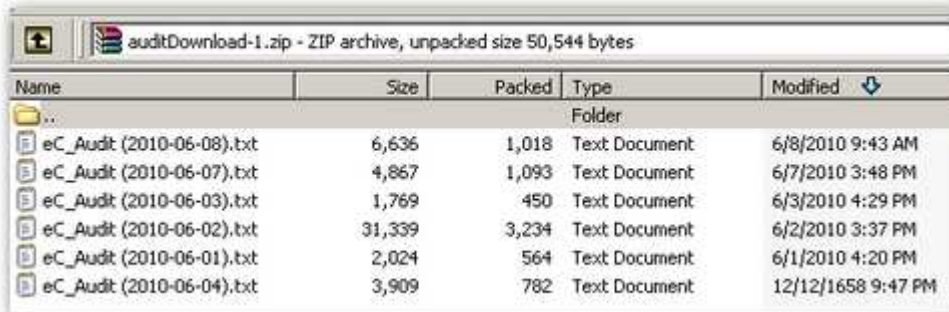 auditDownload-1.zip - ZIP archive, unpacked size 50,544 bytes
Name Size Packed Type Modified
.. Folder
eC_Audit (2010-06-08).txt 6,636 1,018 Text Document 6/8/2010 9:43 AM
eC_Audit (2010-06-07).txt 4,867 1,093 Text Document 6/7/2010 3:48 PM
eC_Audit (2010-06-03).txt 1,769 450 Text Document 6/3/2010 4:29 PM
eC_Audit (2010-06-02).txt 31,339 3,234 Text Document 6/2/2010 3:37 PM
eC_Audit (2010-06-01).txt 2,024 564 Text Document 6/1/2010 4:20 PM
eC_Audit (2010-06-04).txt 3,909 782 Text Document 12/12/1658 9:47 PM